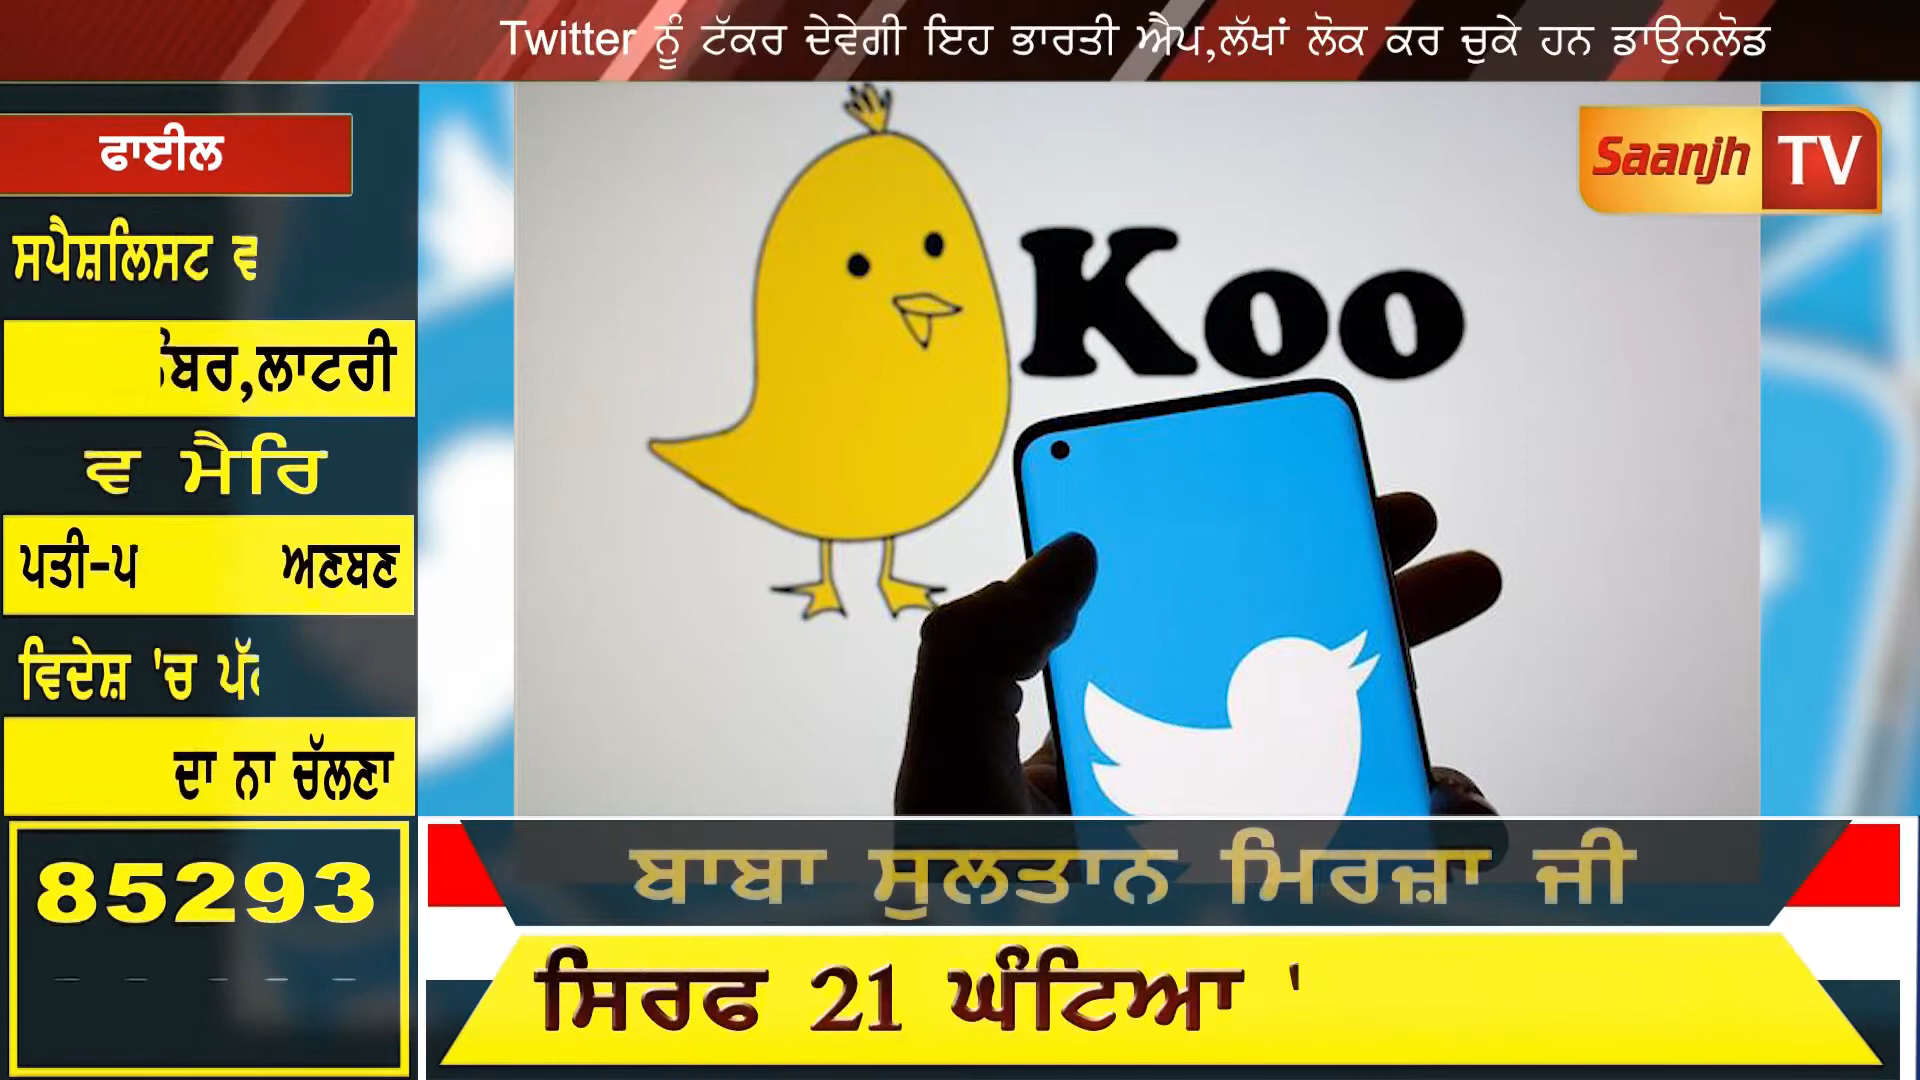 Twitter ਨੂੰ ਟੱਕਰ ਦੇਵੇਗੀ ਇਹ ਭਾਰਤੀ ਐਪ,ਲੱਖਾਂ ਲੋਕ ਕਰ ਚੁਕੇ ਹਨ ਡਾਊਨਲੋਡ
ਫਾਈਲ
Saanjh TV
Koo
ਸਪੈਸ਼ਲਿਸਟ ਵ
ਲਾਟਰੀ
ਵ ਮੈਰਿ
ਪਤੀ-ਪ ਅਣਬਣ
ਵਿਦੇਸ਼ 'ਚ
ਦਾ ਨਾ ਚੱਲਣਾ
85293
ਬਾਬਾ ਸੁਲਤਾਨ ਮਿਰਜ਼ਾ ਜੀ
ਸਿਰਫ 21 ਘੰਟਿਆ '